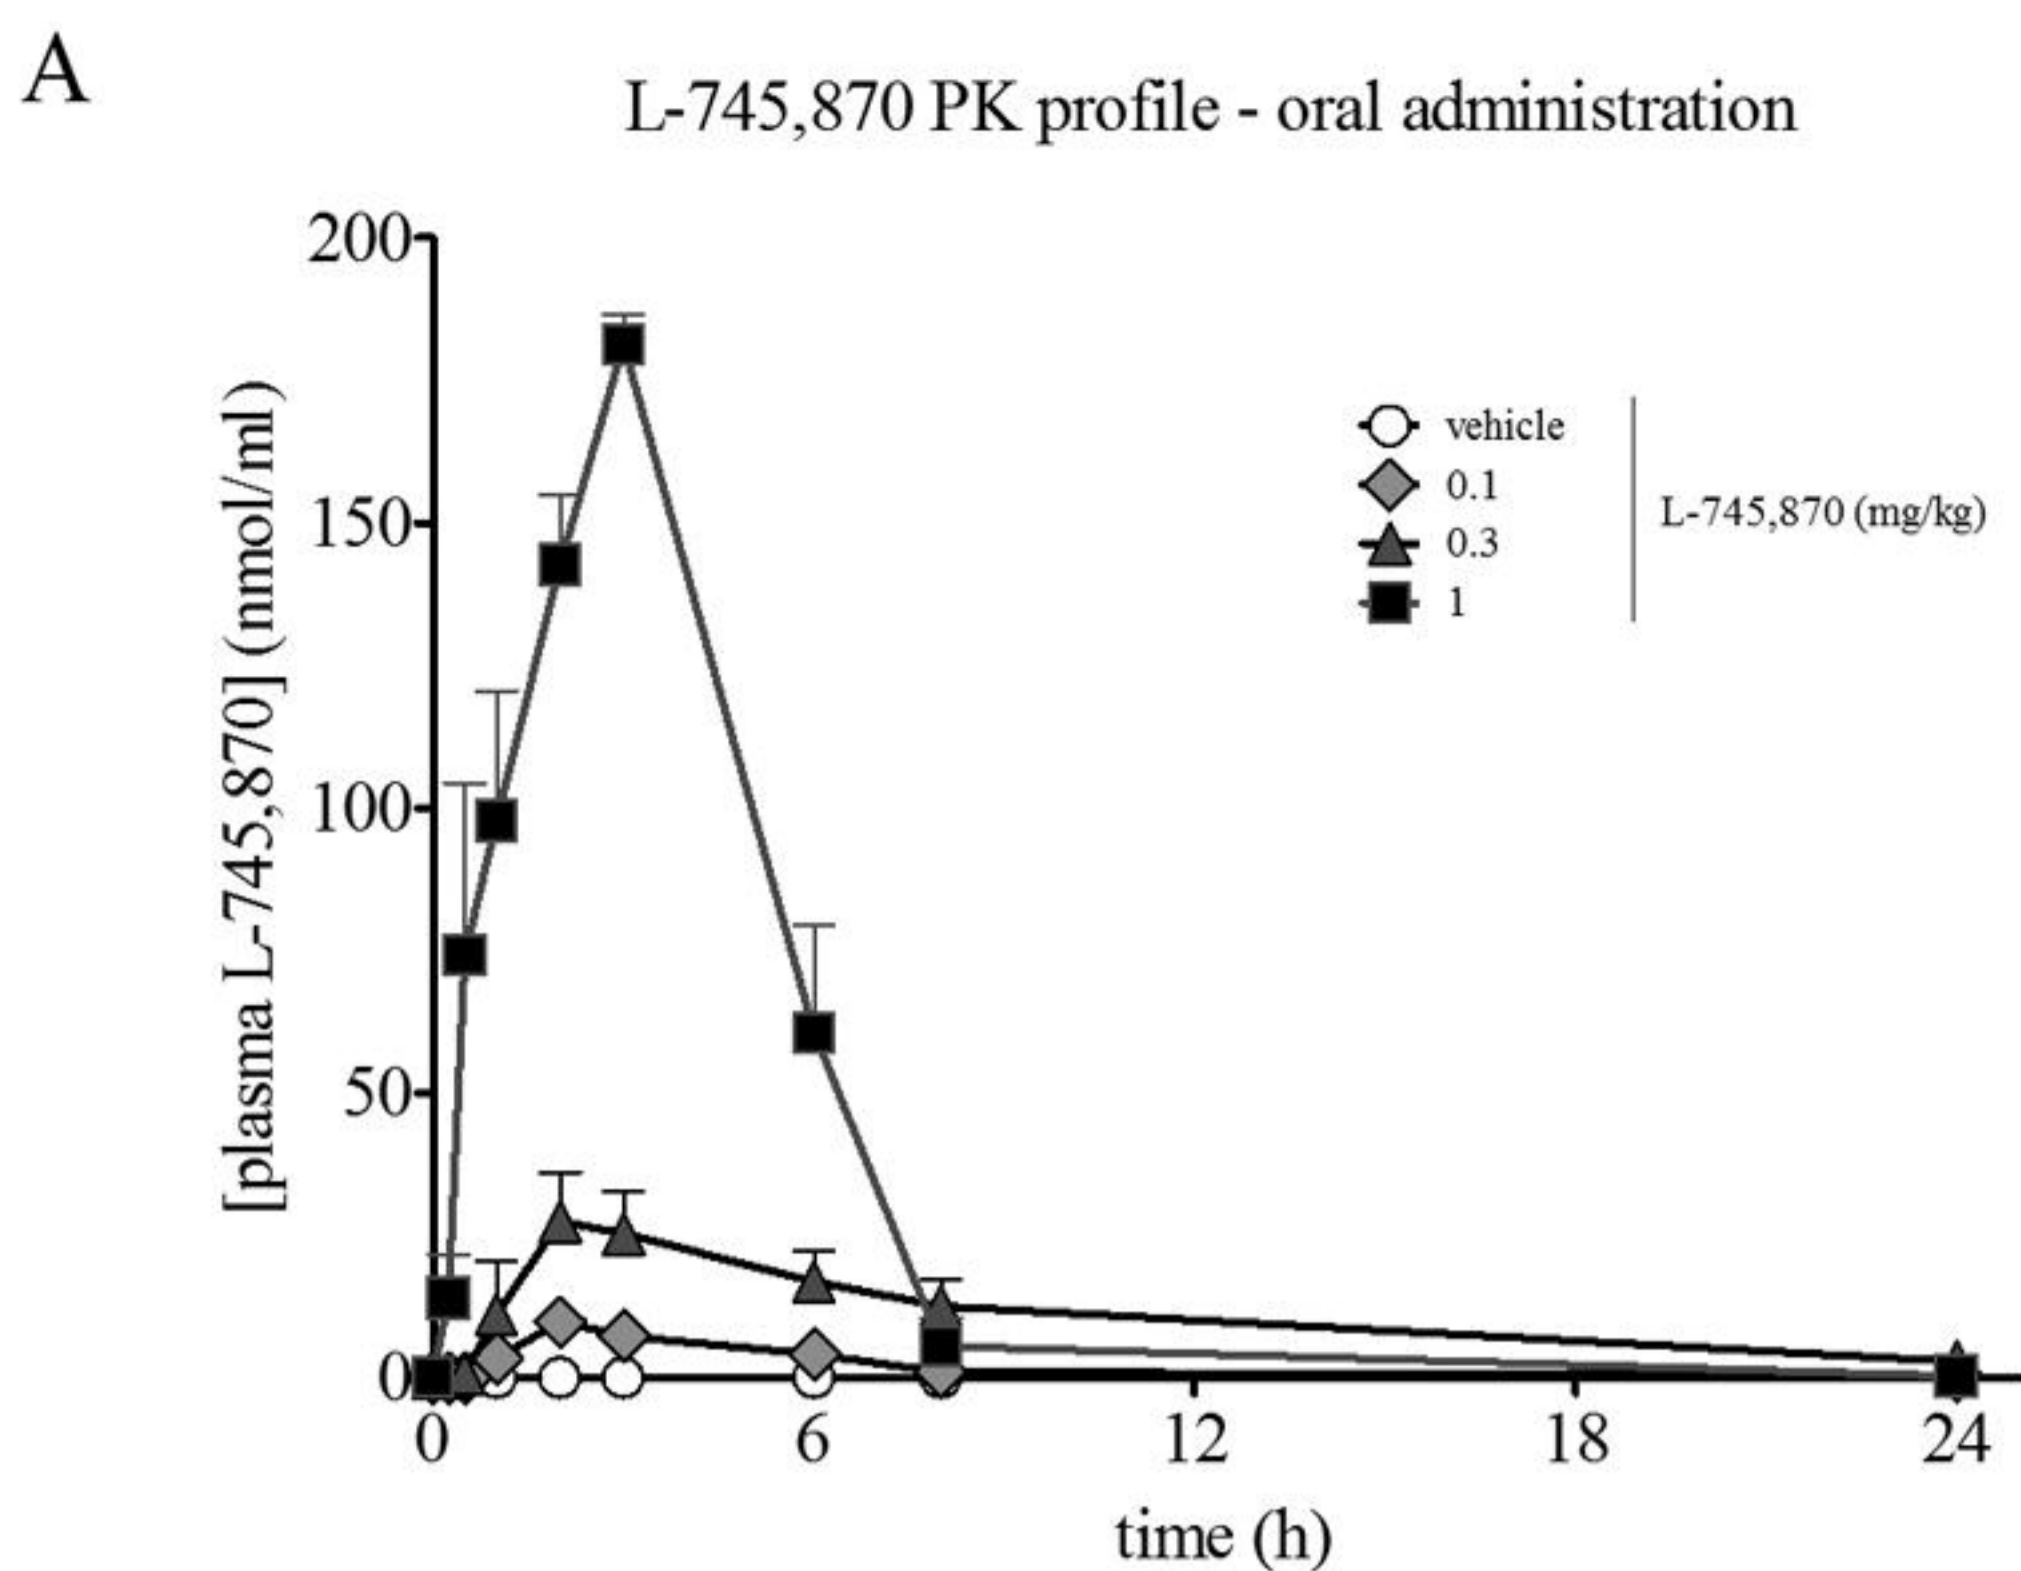 A
L-745,870 PK profile - oral administration
[plasma L-745,870] (nmol/ml)
200
150
100
50
0
vehicle
0.1
0.3
1
L-745,870 (mg/kg)
0 6 12 18 24
time (h)